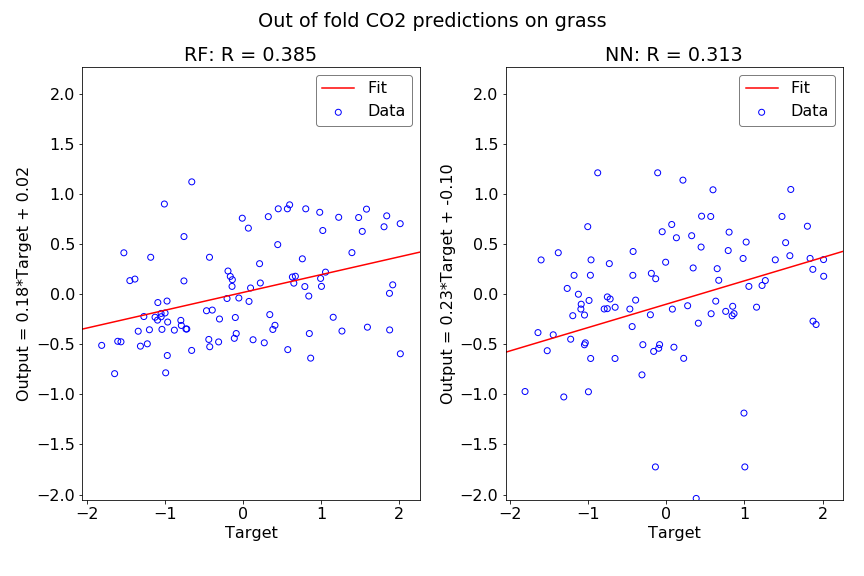 Out of fold CO2 predictions on grass
RF: R = 0.385
NN: R = 0.313
Fit
Data
Fit
Data
Output = 0.18*Target + 0.02
2.0
1.5
1.0
0.5
0.0
−0.5
−1.0
−1.5
−2.0
−2
−1
0
1
2
Target
Output = 0.23*Target + -0.10
2.0
1.5
1.0
0.5
0.0
−0.5
−1.0
−1.5
−2.0
−2
−1
0
1
2
Target